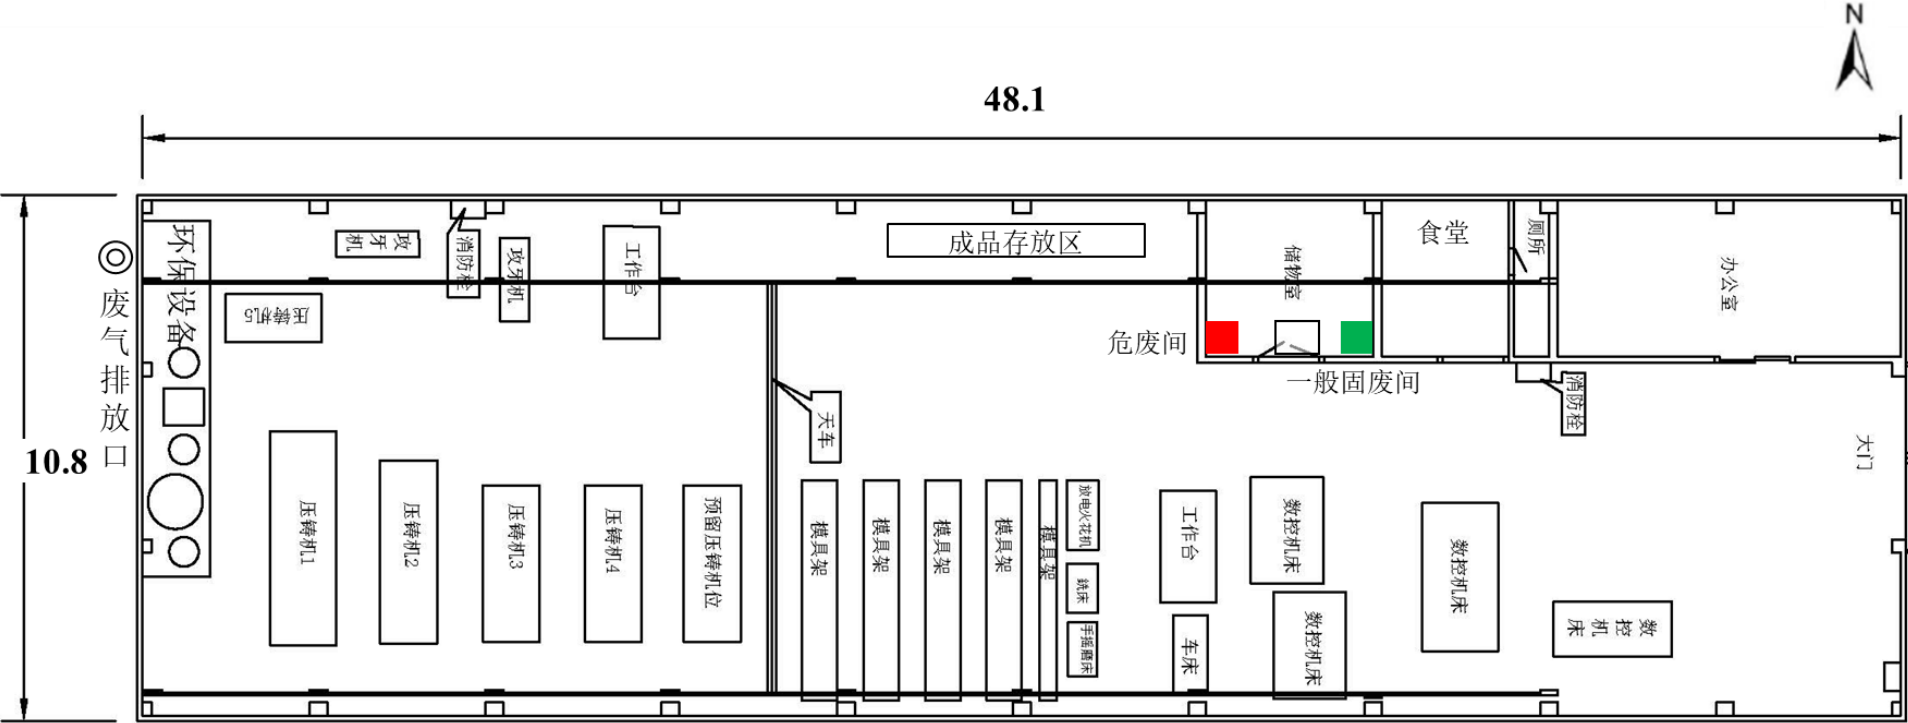 N
48.1
10.8
废气排放口
环保设备
攻牙机
消防栓
攻牙机
工作台
成品存放区
储物室
食堂
厕所
办公室
压铸机5
危废间
一般固废间
消防栓
天车
大门
压铸机1
压铸机2
压铸机3
压铸机4
预留压铸机位
模具架
模具架
模具架
模具架
模具架
放电火花机
銑床
手摇磨床
工作台
车床
数控机床
数控机床
数控机床
数控机床